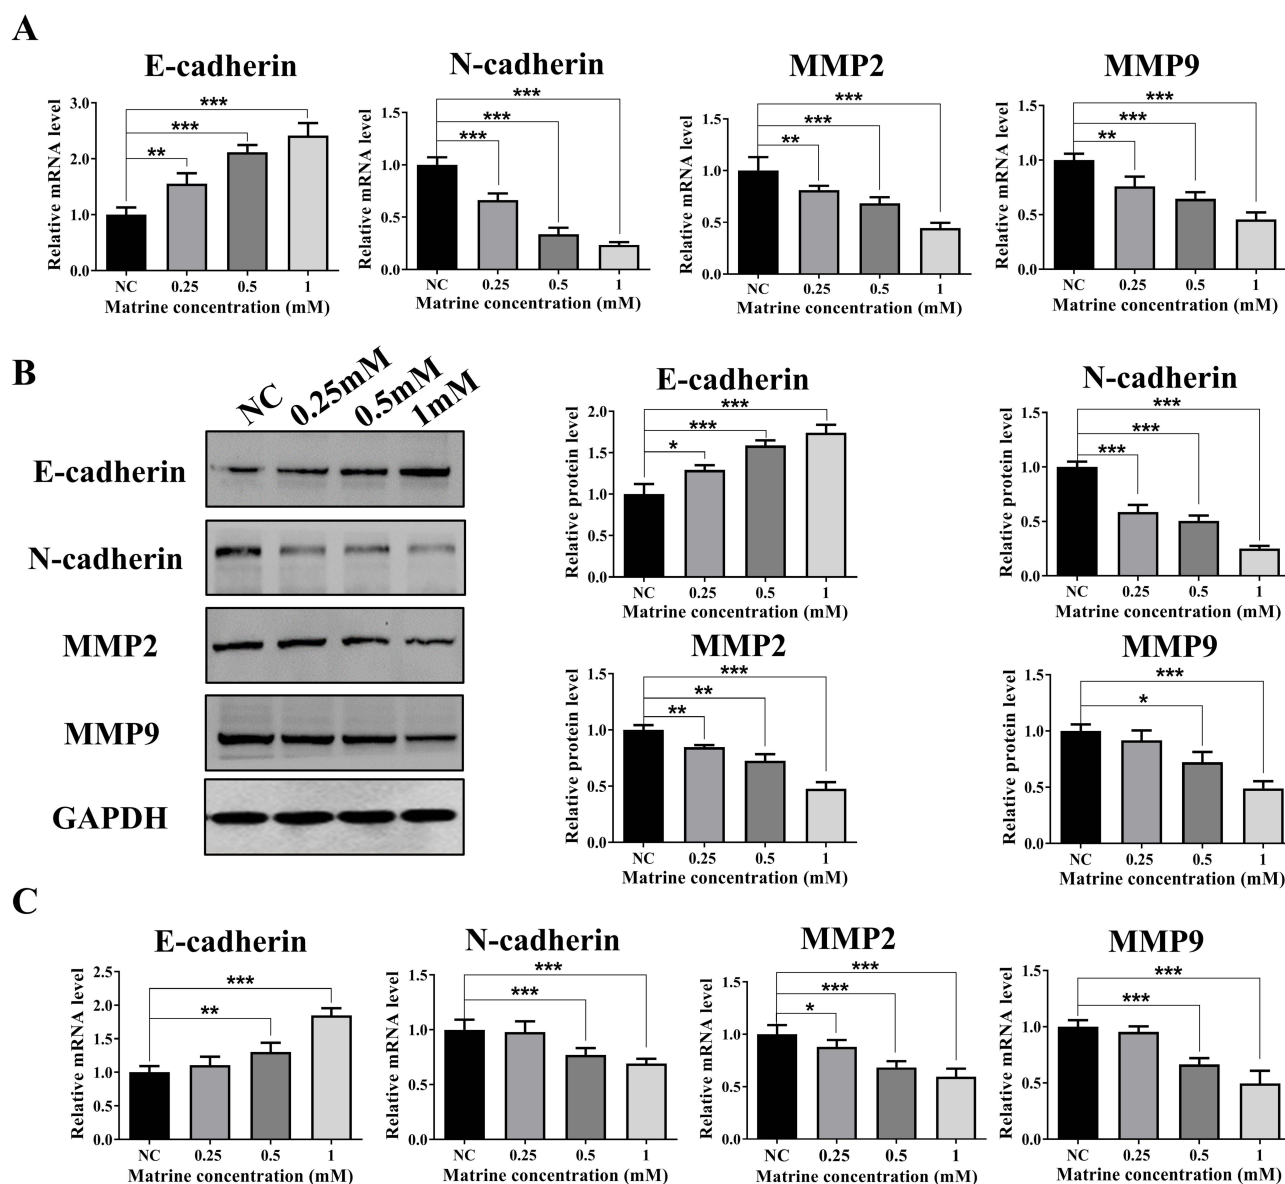 A
E-cadherin
Relative mRNA level
3.0
2.0
1.0
0.0
***
***
**
NC 0.25 0.5 1
Matrine concentration (mM)
N-cadherin
Relative mRNA level
1.5
1.0
0.5
0.0
***
***
***
NC 0.25 0.5 1
Matrine concentration (mM)
MMP2
Relative mRNA level
1.5
1.0
0.5
0.0
***
***
**
NC 0.25 0.5 1
Matrine concentration (mM)
MMP9
Relative mRNA level
1.5
1.0
0.5
0.0
***
***
**
NC 0.25 0.5 1
Matrine concentration (mM)
B
NC 0.25mM 0.5mM 1mM
E-cadherin
N-cadherin
MMP2
MMP9
GAPDH
E-cadherin
Relative protein level
2.0
1.5
1.0
0.5
0.0
***
***
*
NC 0.25 0.5 1
Matrine concentration (mM)
N-cadherin
Relative protein level
1.5
1.0
0.5
0.0
***
***
***
NC 0.25 0.5 1
Matrine concentration (mM)
MMP2
Relative protein level
1.5
1.0
0.5
0.0
***
**
**
NC 0.25 0.5 1
Matrine concentration (mM)
MMP9
Relative protein level
1.5
1.0
0.5
0.0
***
*
NC 0.25 0.5 1
Matrine concentration (mM)
C
E-cadherin
Relative mRNA level
2.5
2.0
1.5
1.0
0.5
0.0
***
**
NC 0.25 0.5 1
Matrine concentration (mM)
N-cadherin
Relative mRNA level
1.5
1.0
0.5
0.0
***
***
NC 0.25 0.5 1
Matrine concentration (mM)
MMP2
Relative mRNA level
1.5
1.0
0.5
0.0
***
***
*
NC 0.25 0.5 1
Matrine concentration (mM)
MMP9
Relative mRNA level
1.5
1.0
0.5
0.0
***
***
NC 0.25 0.5 1
Matrine concentration (mM)